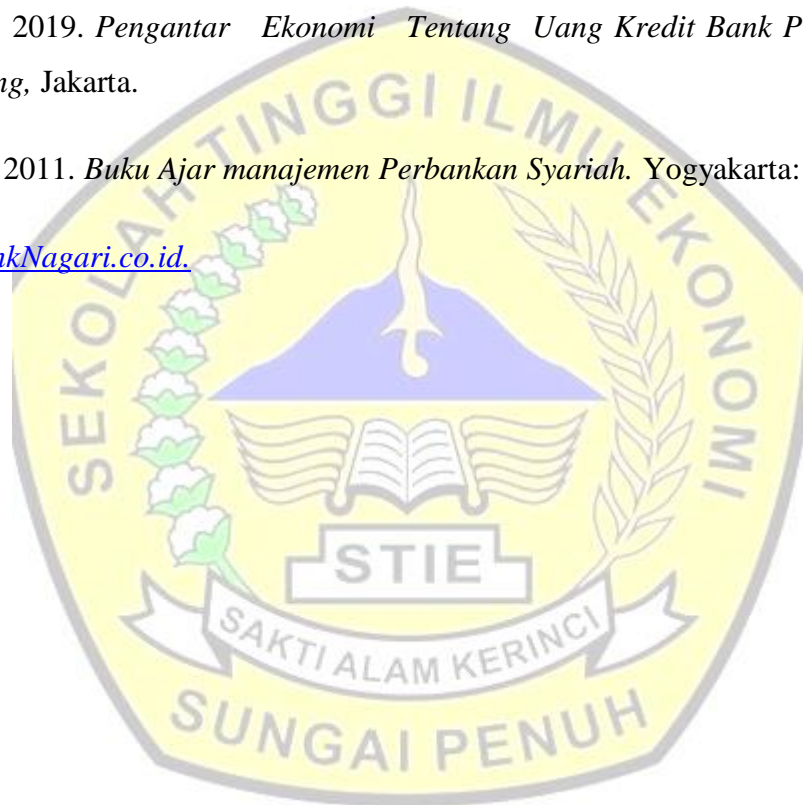 2019. Pengantar Ekonomi Tentang Uang Kredit Bank P
ng, Jakarta.
2011. Buku Ajar manajemen Perbankan Syariah. Yogyakarta:
nkNagari.co.id.
SEKOLAH TINGGI ILMU EKONOMI
STIE
SAKTI ALAM KERINCI
SUNGAI PENUH